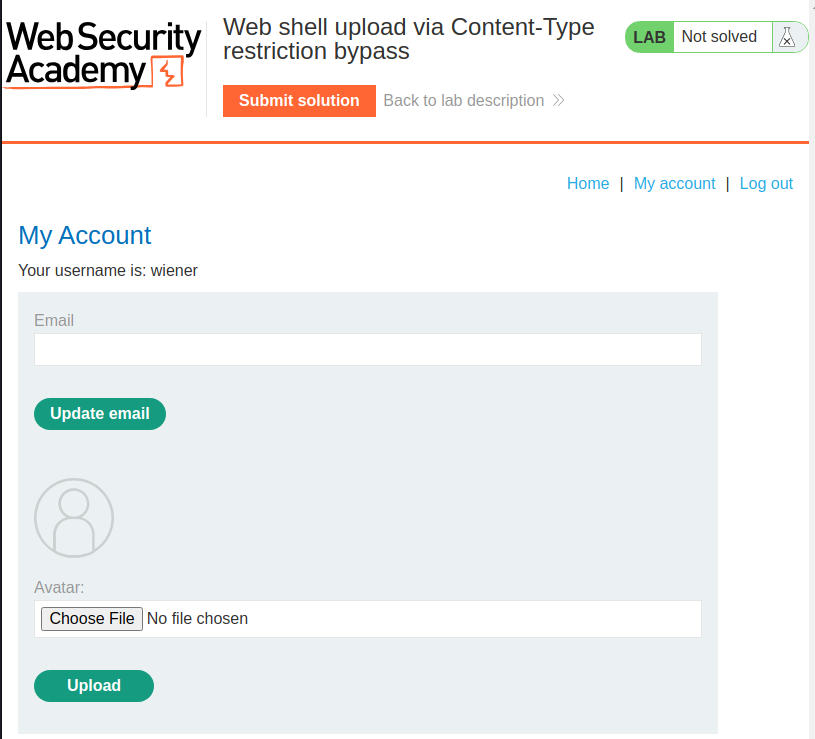 Web Security
Academy
Web shell upload via Content-Type
restriction bypass
LAB Not solved
Submit solution Back to lab description
Home | My account | Log out
My Account
Your username is: wiener
Email
Update email
Avatar:
Choose File No file chosen
Upload